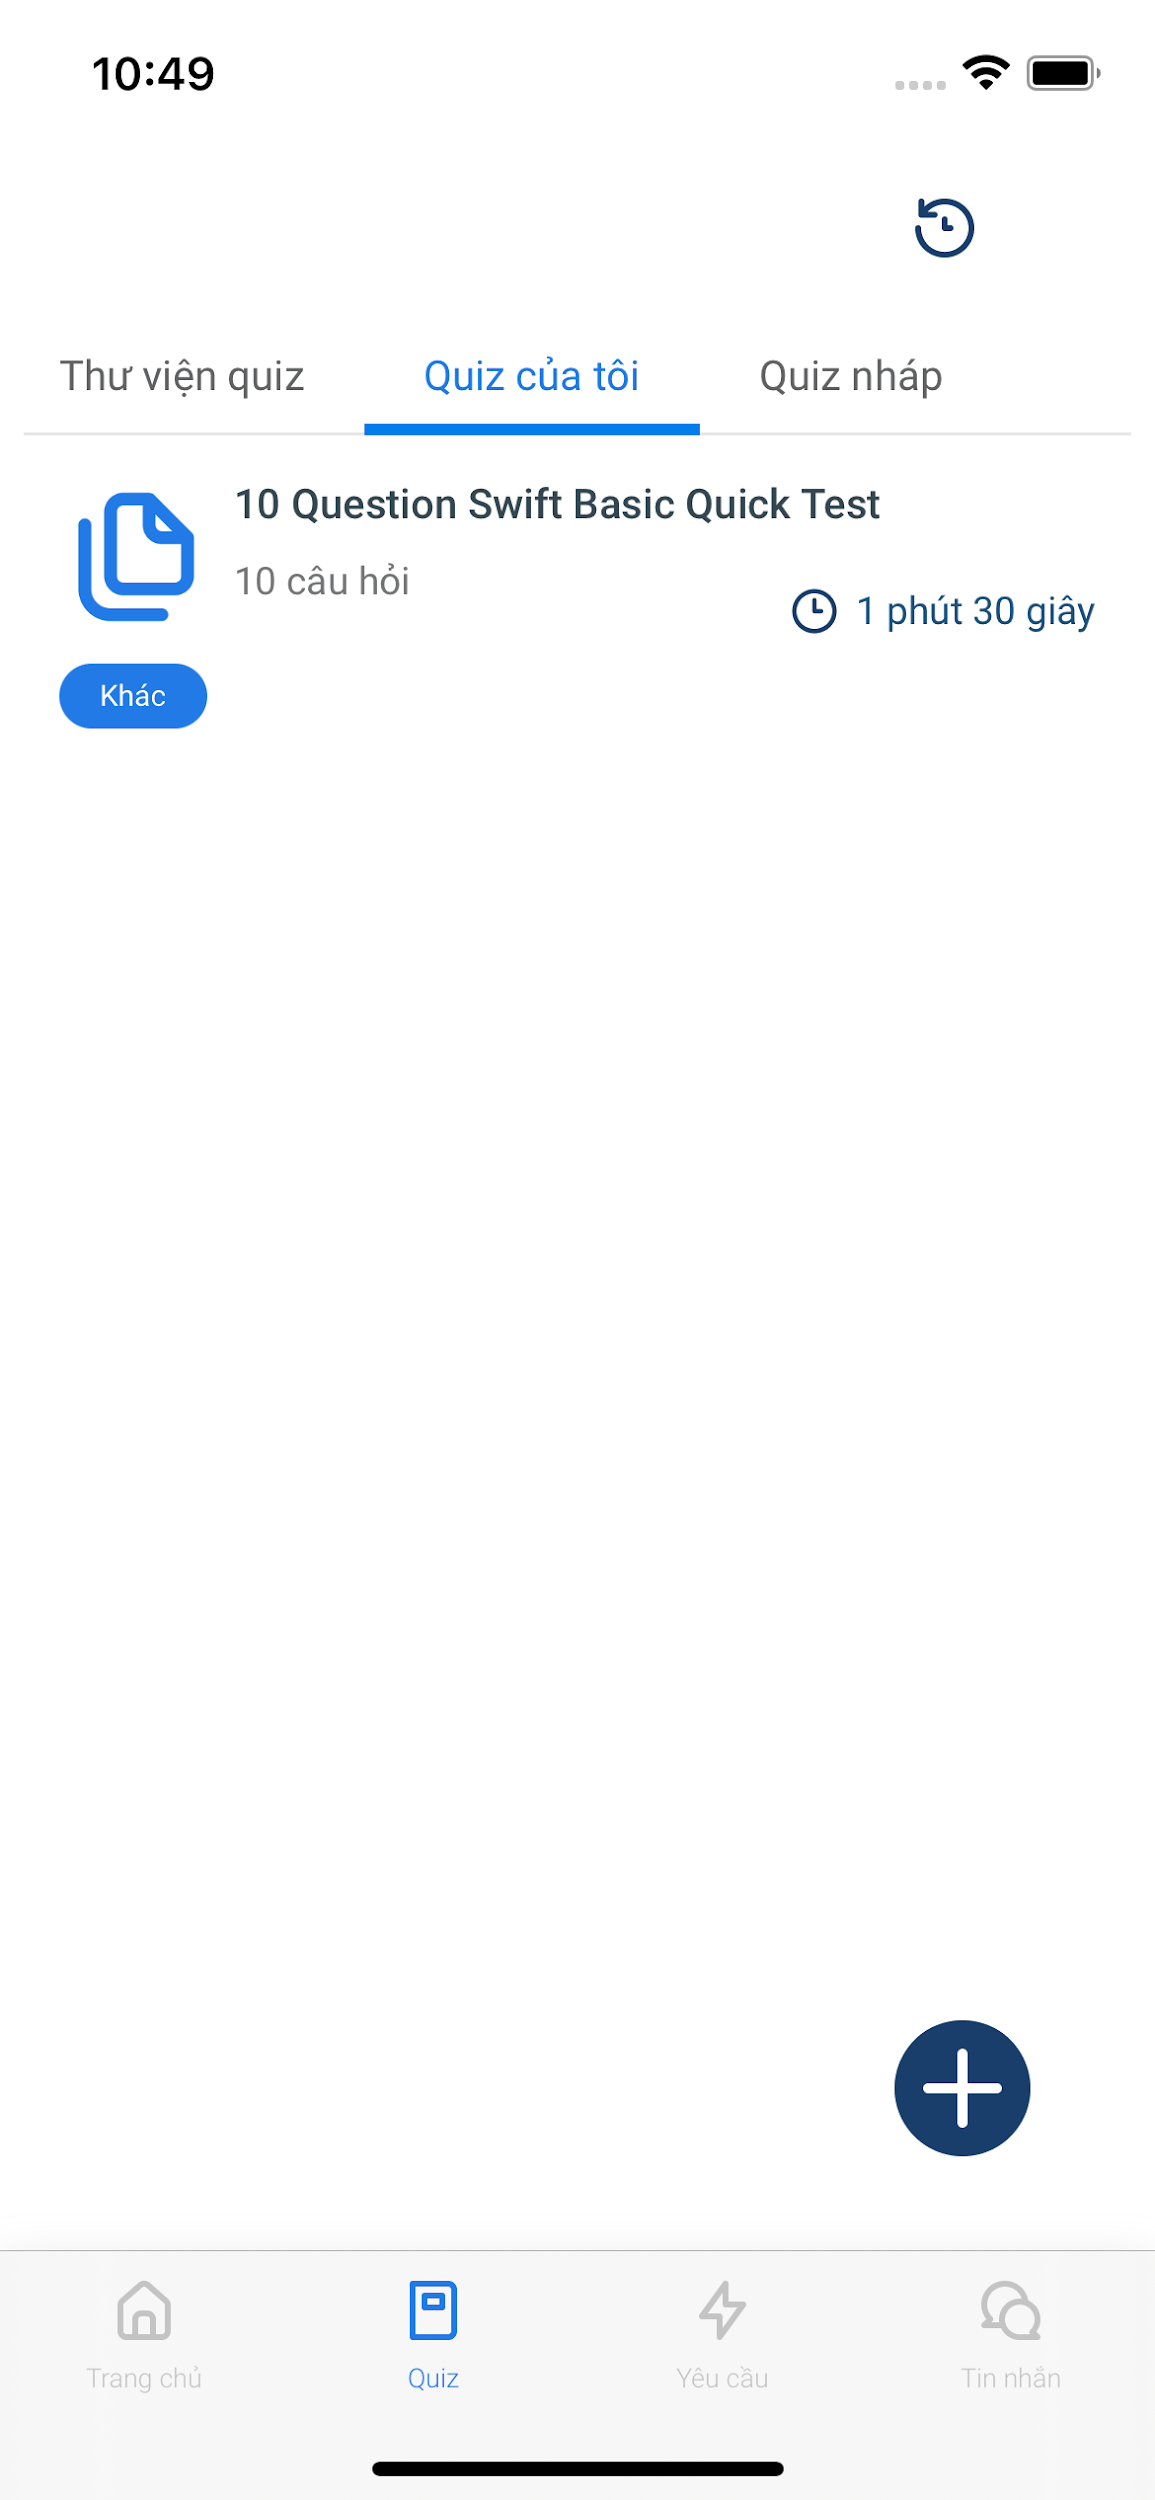 10:49
Thư viện quiz
Quiz của tôi
Quiz nháp
10 Question Swift Basic Quick Test
10 câu hỏi
1 phút 30 giây
Khác
Trang chủ
Quiz
Yêu cầu
Tin nhắn